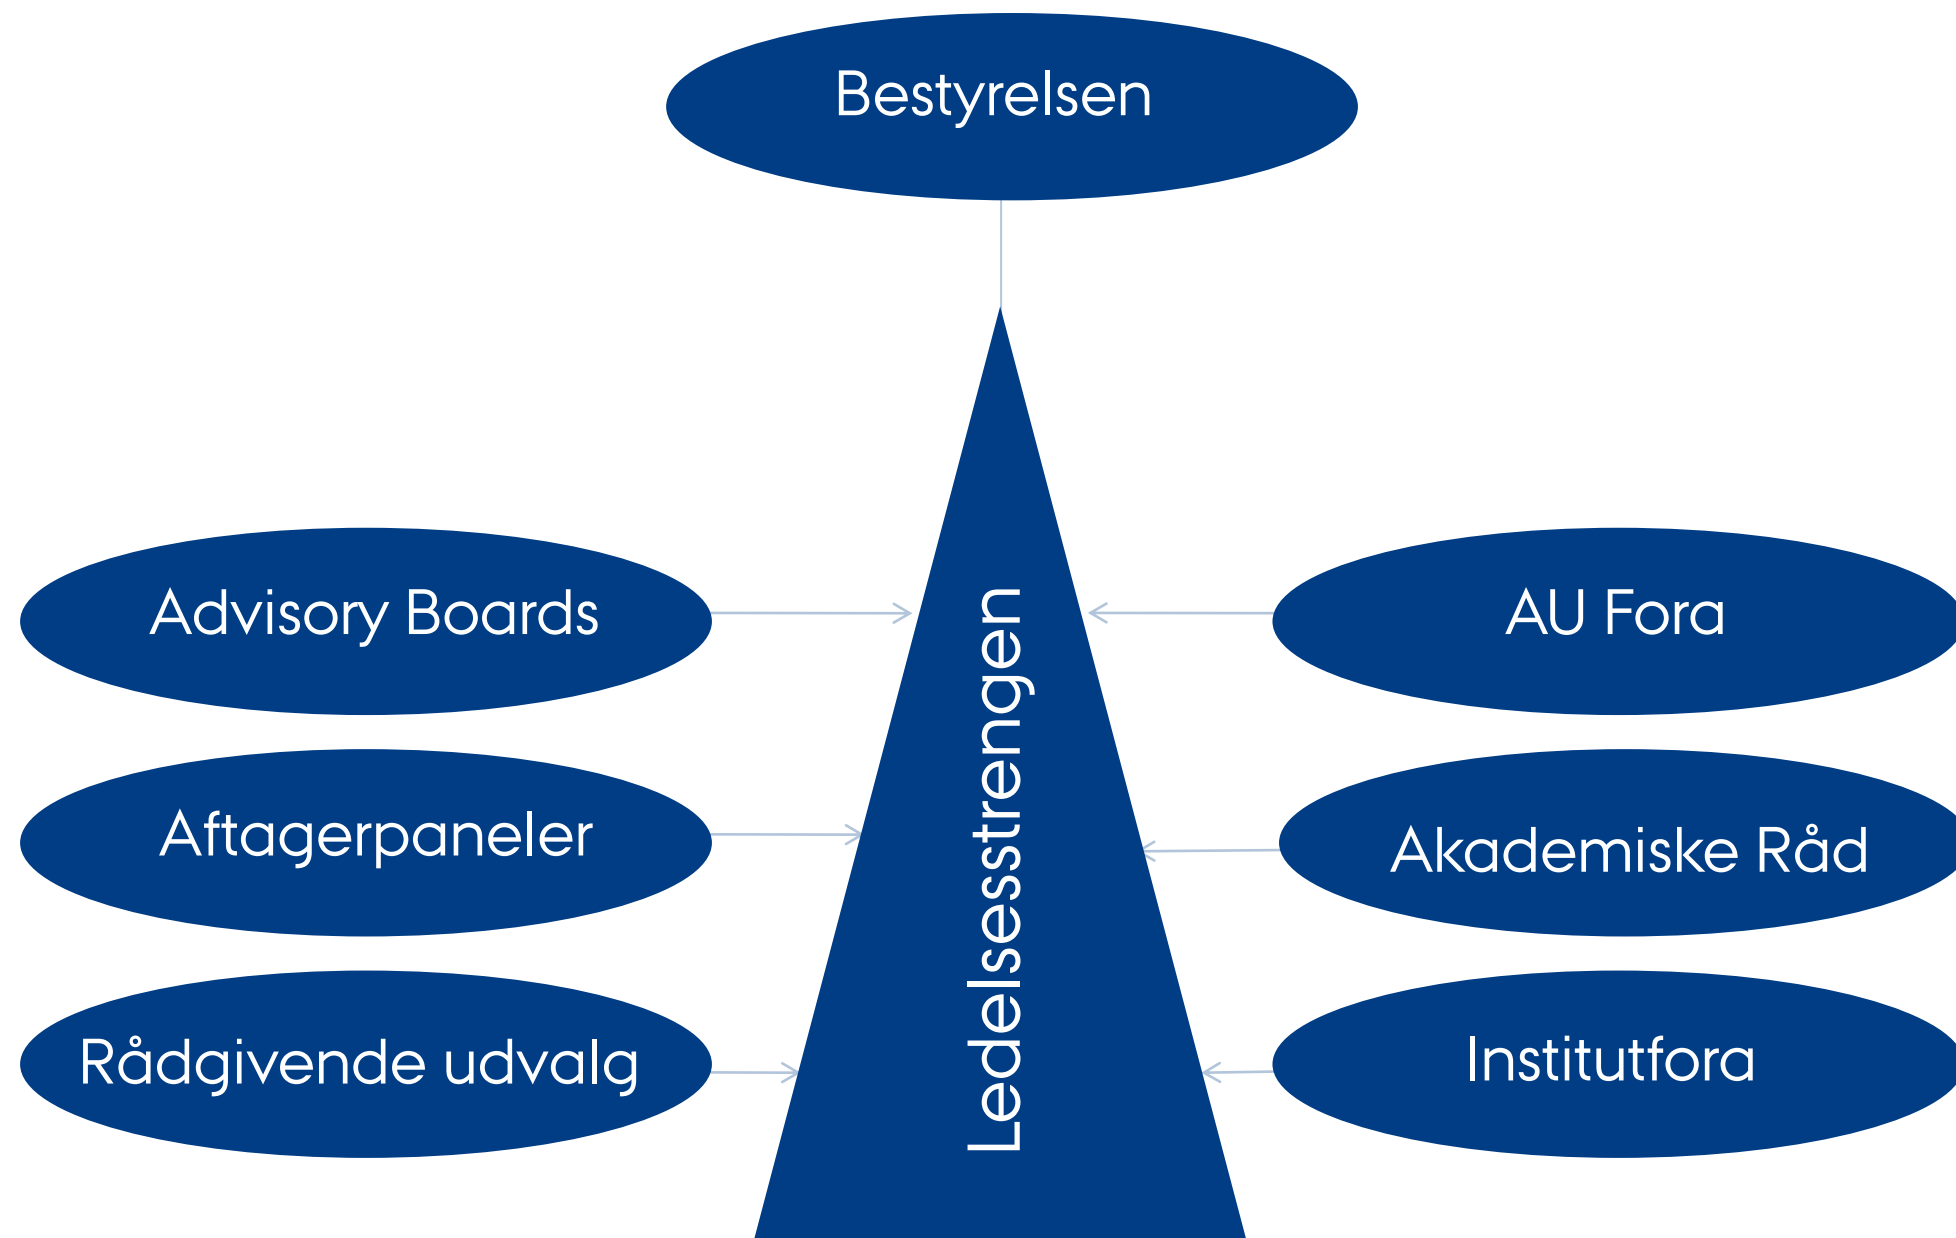 Bestyrelsen
Advisory Boards
AU Fora
Aftagerpaneler
Akademiske Råd
Rådgivende udvalg
Institutfora
Ledelsesstrengen